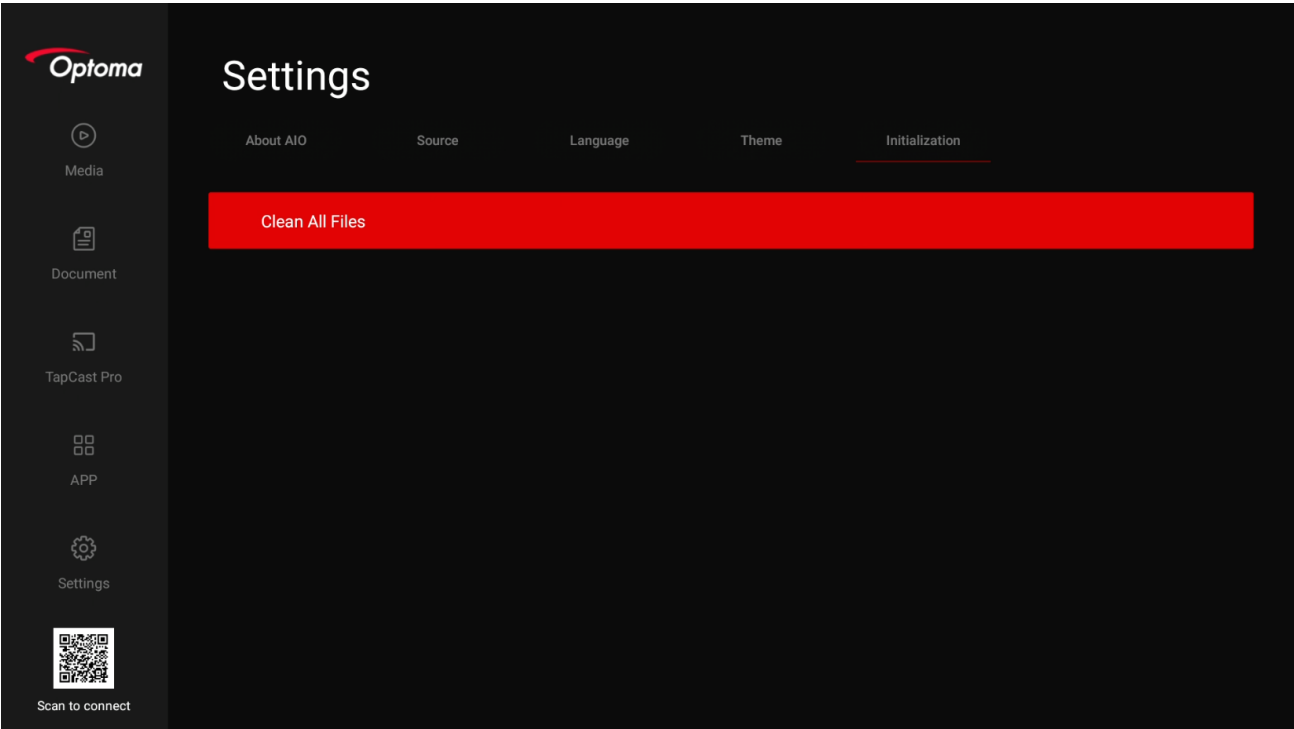 Optoma
Media
Document
TapCast Pro
APP
Settings
Scan to connect
Settings
About AIO Source Language Theme Initialization
Clean All Files